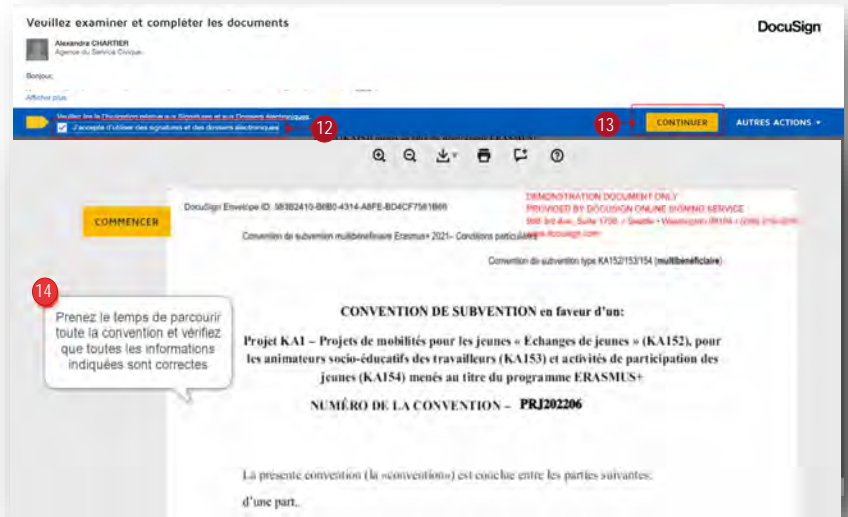 Veuillez examiner et compléter les documents
DocuSign
Alexandra CHARTIER
Agence du Service Civique
Bonjour,
Afficher plus
Veuillez lire la Divulgation relative aux Signatures et aux Dossiers électroniques.
J'accepte d'utiliser des signatures et des dossiers électroniques
12
13
CONTINUER
AUTRES ACTIONS
COMMENCER
DocuSign Envelope ID:
DEMONSTRATION DOCUMENT ONLY
PROVIDED BY DOCUSIGN ONLINE SIGNING SERVICE
www.docusign.com
Convention de subvention multibénéficiaire Erasmus+ 2021– Conditions particulières
Convention de subvention type KA152/153/154 (multibénéficiaire)
14
Prenez le temps de parcourir
toute la convention et vérifiez
que toutes les informations
indiquées sont correctes
CONVENTION DE SUBVENTION en faveur d'un:
Projet KA1 – Projets de mobilités pour les jeunes « Echanges de jeunes » (KA152), pour
les animateurs socio-éducatifs des travailleurs (KA153) et activités de participation des
jeunes (KA154) menés au titre du programme ERASMUS+
NUMÉRO DE LA CONVENTION – PRJ202206
La présente convention (la «convention») est conclue entre les parties suivantes:
d'une part,